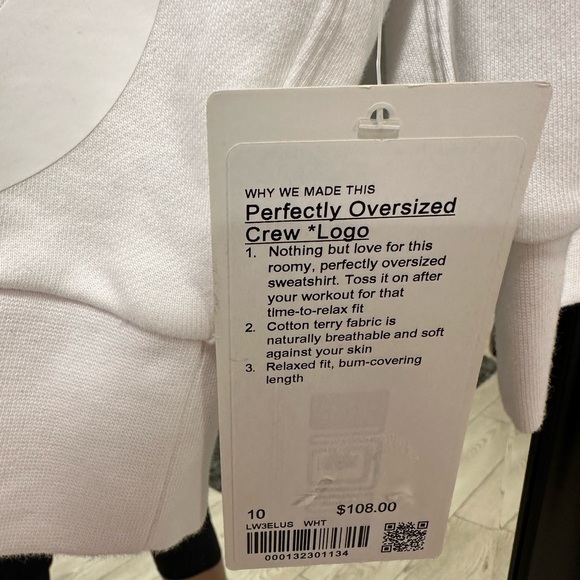 WHY WE MADE THIS
Perfectly Oversized
Crew *Logo
1. Nothing but love for this
roomy, perfectly oversized
sweatshirt. Toss it on after
your workout for that
time-to-relax fit
2. Cotton terry fabric is
naturally breathable and soft
against your skin
3. Relaxed fit, bum-covering
length
10 $108.00
LW3ELUS WHT
000132301134